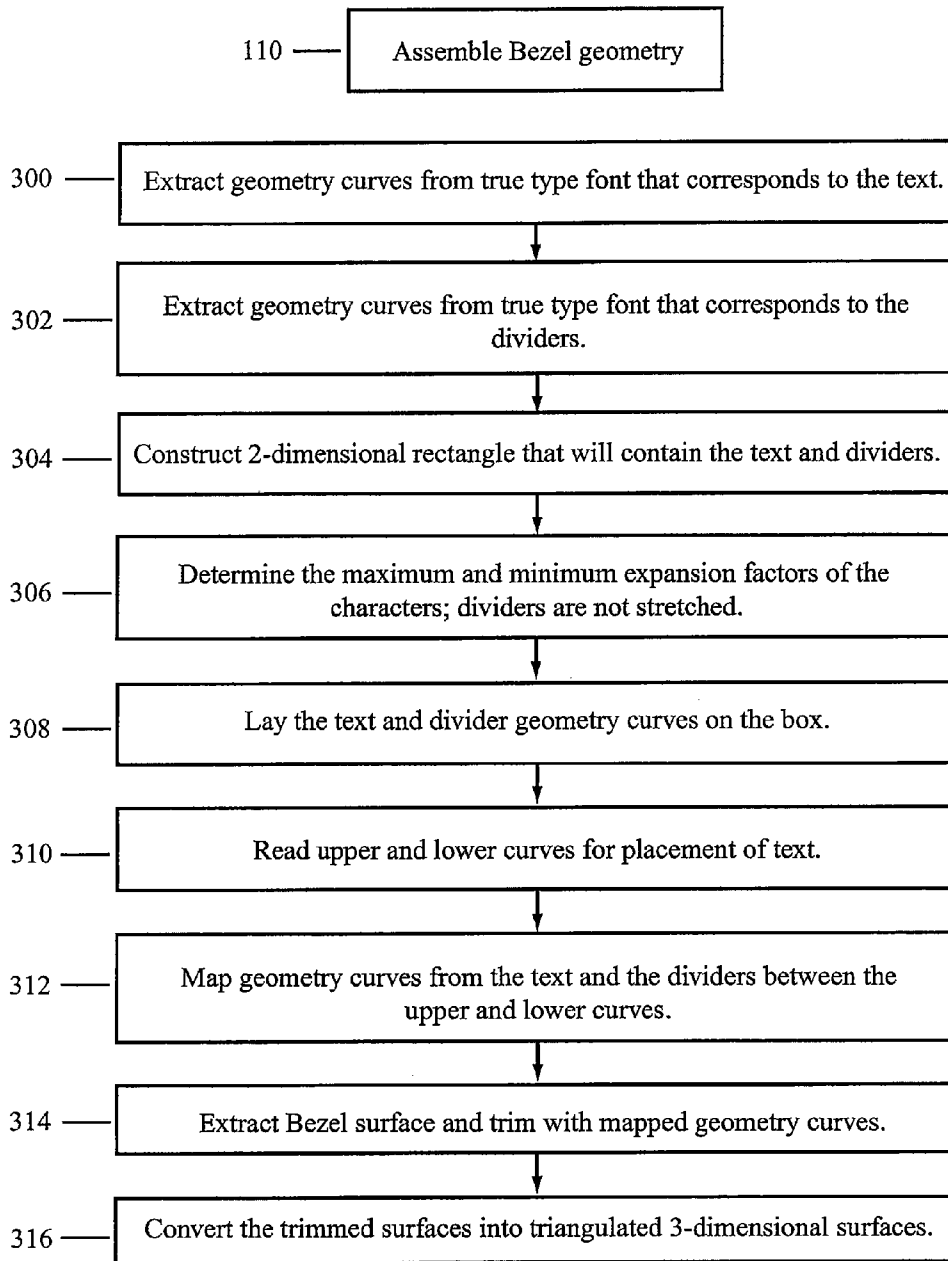 110 Assemble Bezel geometry
300 Extract geometry curves from true type font that corresponds to the text.
302 Extract geometry curves from true type font that corresponds to the
dividers.
304 Construct 2-dimensional rectangle that will contain the text and dividers.
306 Determine the maximum and minimum expansion factors of the
characters; dividers are not stretched.
308 Lay the text and divider geometry curves on the box.
310 Read upper and lower curves for placement of text.
312 Map geometry curves from the text and the dividers between the
upper and lower curves.
314 Extract Bezel surface and trim with mapped geometry curves.
316 Convert the trimmed surfaces into triangulated 3-dimensional surfaces.